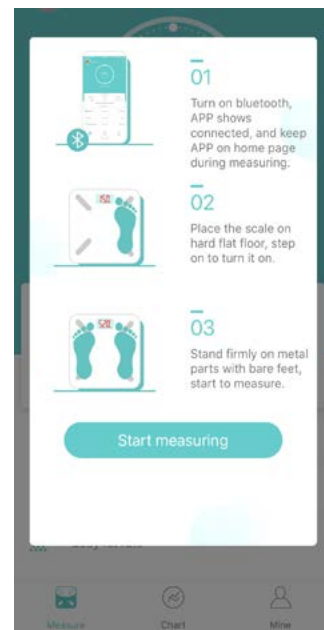 01
Turn on bluetooth,
APP shows
connected, and keep
APP on home page
during measuring.
02
Place the scale on
hard flat floor, step
on to turn it on.
03
Stand firmly on metal
parts with bare feet,
start to measure.
Start measuring
Measure
Chart
Mine